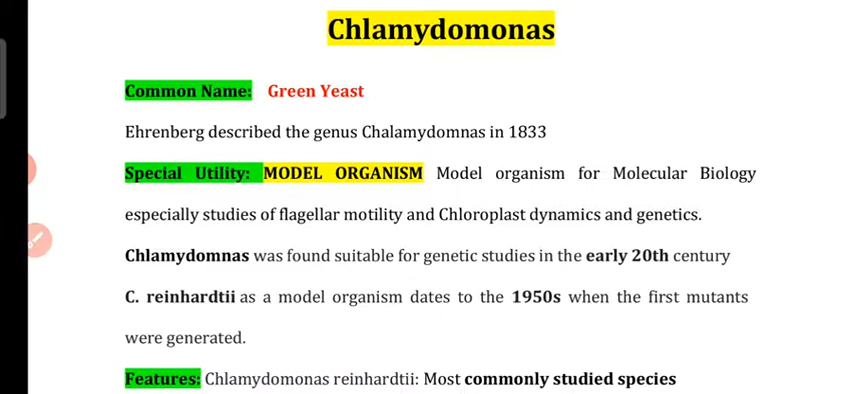 Chlamydomonas
Common Name: Green Yeast
Ehrenberg described the genus Chalamydomnas in 1833
Special Utility: MODEL ORGANISM Model organism for Molecular Biology
especially studies of flagellar motility and Chloroplast dynamics and genetics.
Chlamydomnas was found suitable for genetic studies in the early 20th century
C. reinhardtii as a model organism dates to the 1950s when the first mutants
were generated.
Features: Chlamydomonas reinhardtii: Most commonly studied species